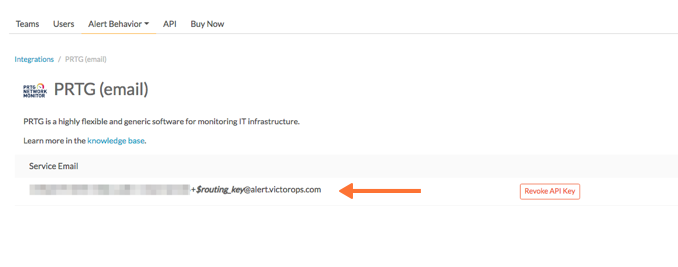 Teams Users Alert Behavior API Buy Now
Integrations / PRTG (email)
PRTG NETWORK MONITOR PRTG (email)
PRTG is a highly flexible and generic software for monitoring IT infrastructure.
Learn more in the knowledge base.
Service Email
+$routing_key@alert.victorops.com Revoke API Key